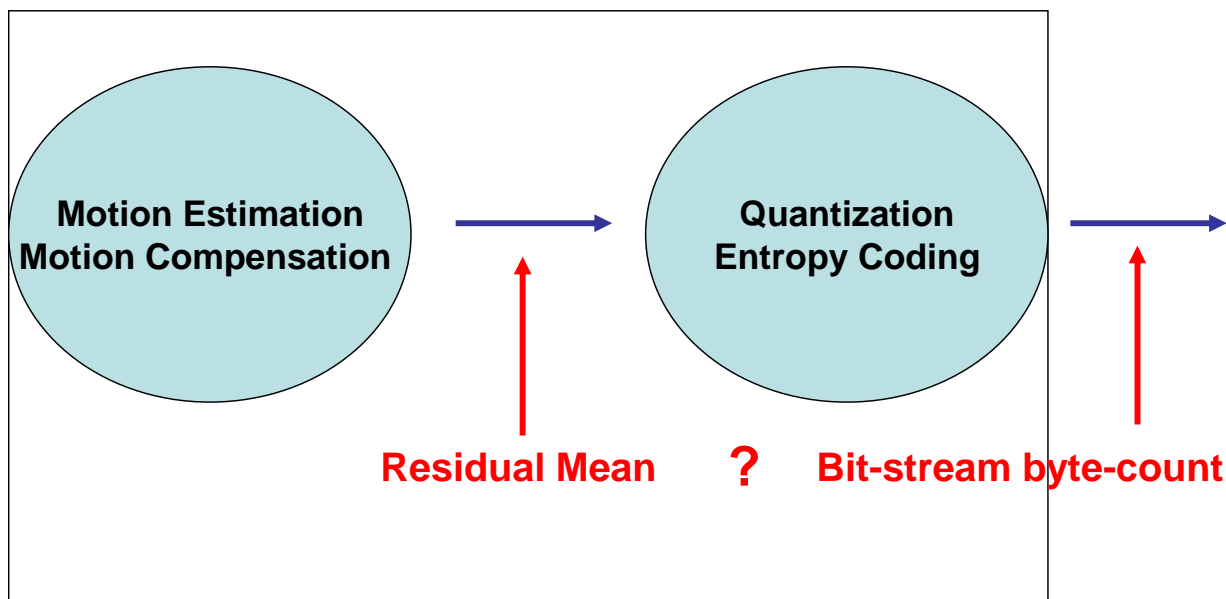 Motion Estimation
Motion Compensation
Quantization
Entropy Coding
Residual Mean ? Bit-stream byte-count